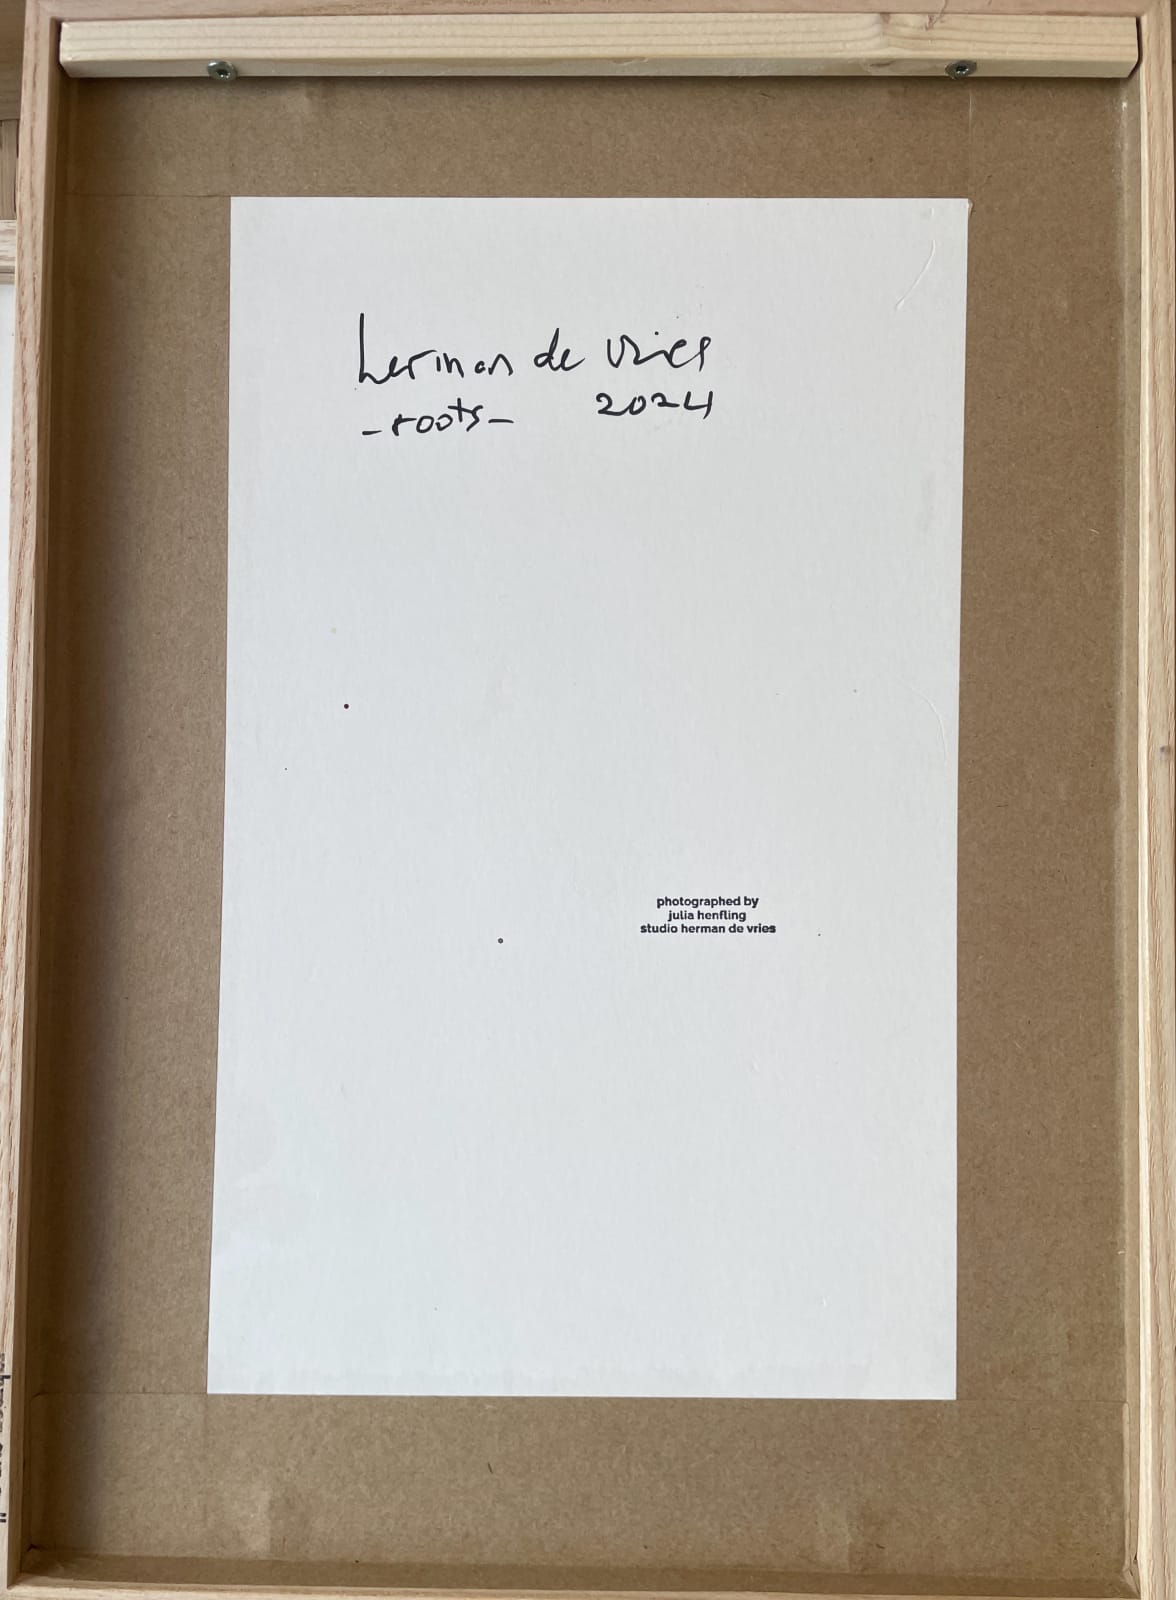 herman de vries
-roots- 2024
photographed by
julia henfling
studio herman de vries